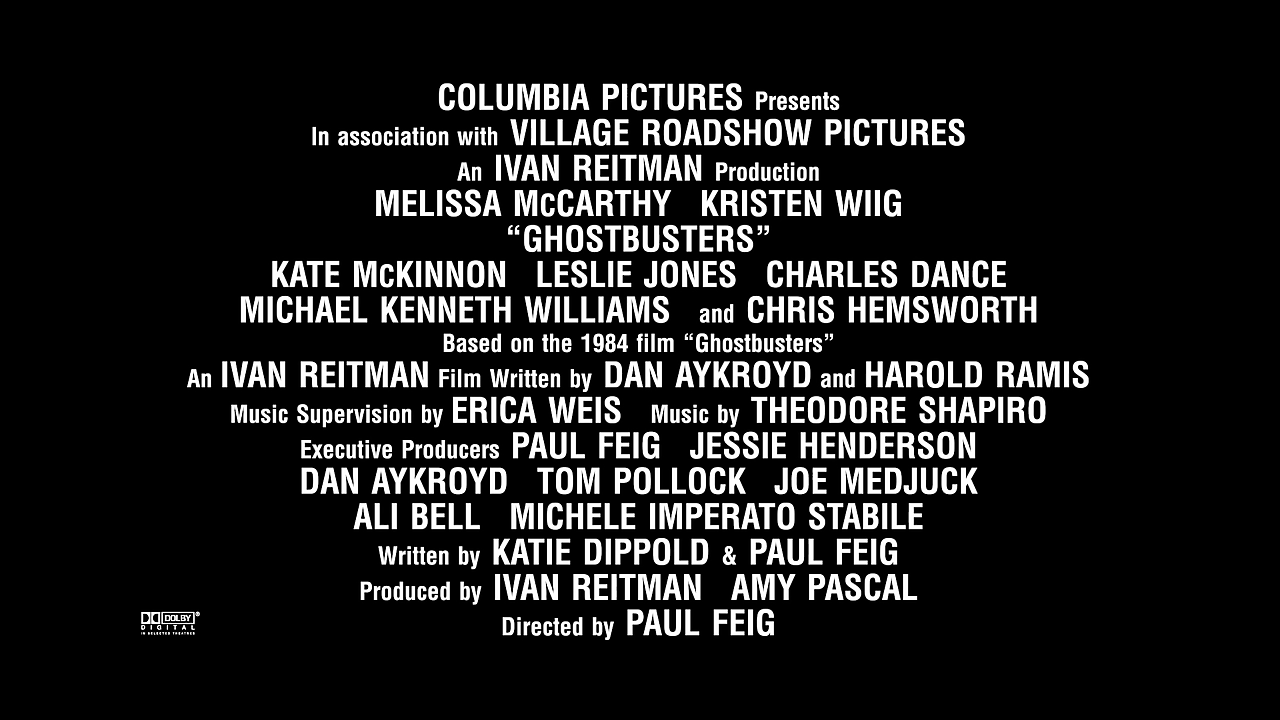 COLUMBIA PICTURES Presents
In association with VILLAGE ROADSHOW PICTURES
An IVAN REITMAN Production
MELISSA McCARTHY KRISTEN WIIG
“GHOSTBUSTERS”
KATE McKINNON LESLIE JONES CHARLES DANCE
MICHAEL KENNETH WILLIAMS and CHRIS HEMSWORTH
Based on the 1984 film “Ghostbusters”
An IVAN REITMAN Film Written by DAN AYKROYD and HAROLD RAMIS
Music Supervision by ERICA WEIS Music by THEODORE SHAPIRO
Executive Producers PAUL FEIG JESSIE HENDERSON
DAN AYKROYD TOM POLLOCK JOE MEDJUCK
ALI BELL MICHELE IMPERATO STABILE
Written by KATIE DIPPOLD & PAUL FEIG
Produced by IVAN REITMAN AMY PASCAL
Directed by PAUL FEIG
DOLBY®
DIGITAL
IN SELECTED THEATRES